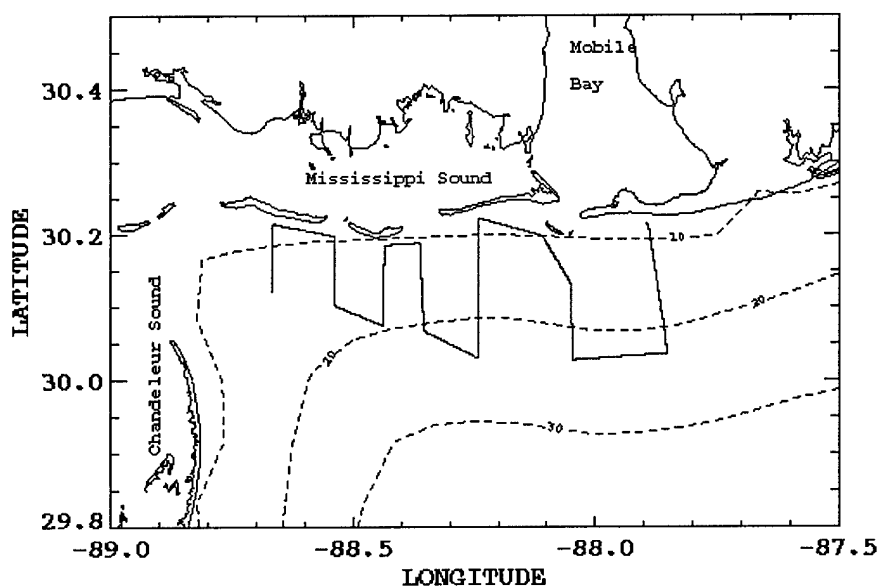 Mobile
Bay
30.4
Mississippi Sound
30.2
10
20
20
30.0
30
29.8
-89.0
-88.5
-88.0
-87.5
LATITUDE
Chandeleur Sound
LONGITUDE